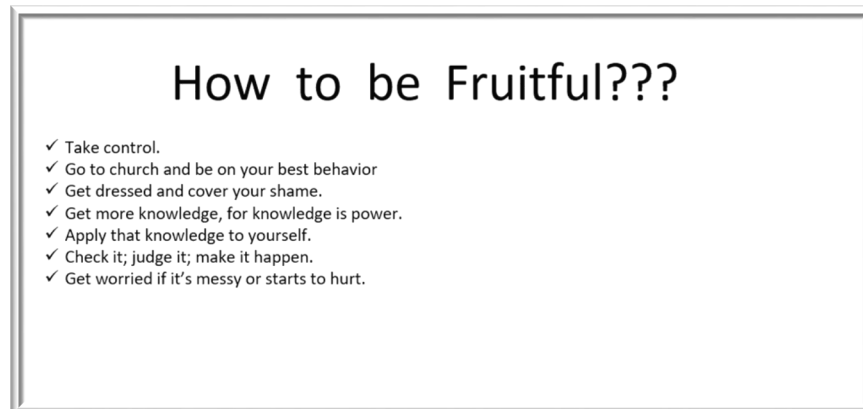 How to be Fruitful???
✓ Take control.
✓ Go to church and be on your best behavior
✓ Get dressed and cover your shame.
✓ Get more knowledge, for knowledge is power.
✓ Apply that knowledge to yourself.
✓ Check it; judge it; make it happen.
✓ Get worried if it’s messy or starts to hurt.